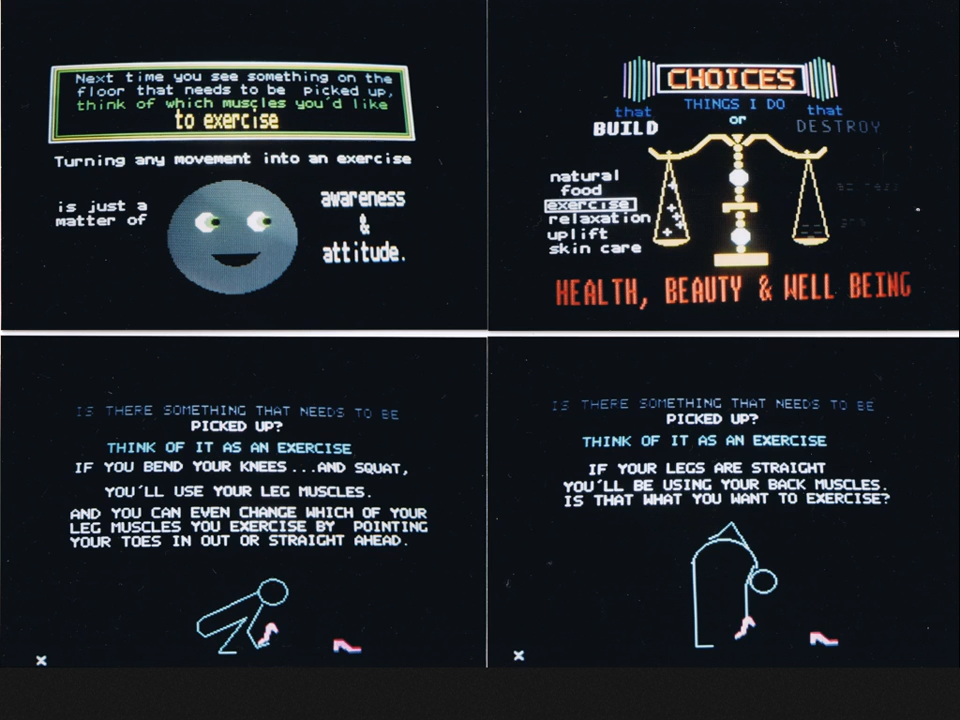 Next time you see something on the
floor that needs to be picked up,
think of which muscles you'd like
to exercise
Turning any movement into an exercise
is just a
matter of
awareness
&
attitude.
CHOICES
THINGS I DO
that
BUILD
or
that
DESTROY
natural
food
exercise
relaxation
uplift
skin care
HEALTH, BEAUTY & WELL BEING
IS THERE SOMETHING THAT NEEDS TO BE
PICKED UP?
THINK OF IT AS AN EXERCISE
IF YOU BEND YOUR KNEES...AND SQUAT,
YOU'LL USE YOUR LEG MUSCLES.
AND YOU CAN EVEN CHANGE WHICH OF YOUR
LEG MUSCLES YOU EXERCISE BY POINTING
YOUR TOES IN OUT OR STRAIGHT AHEAD.
x
IS THERE SOMETHING THAT NEEDS TO BE
PICKED UP?
THINK OF IT AS AN EXERCISE
IF YOUR LEGS ARE STRAIGHT
YOU'LL BE USING YOUR BACK MUSCLES.
IS THAT WHAT YOU WANT TO EXERCISE?
x